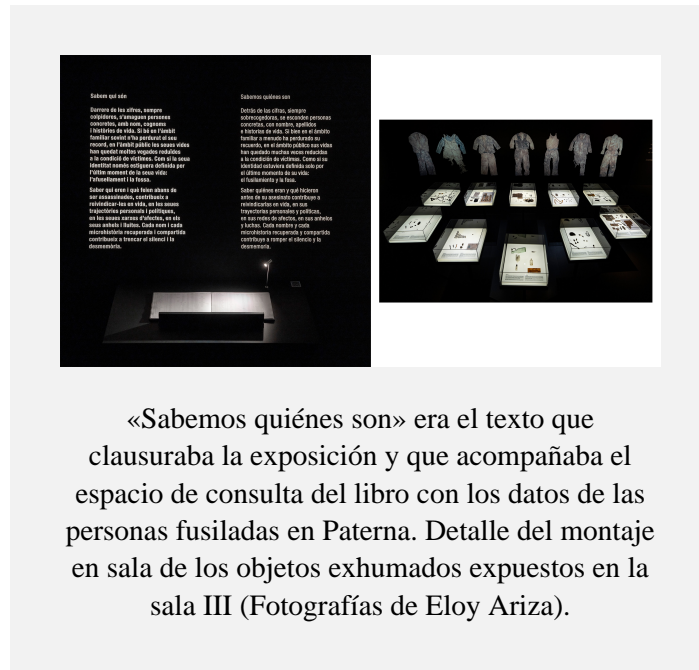 Sabem qui són
Darrere de les xifres, sempre
colpidores, s'amaguen persones
concretes, amb nom, cognoms
i històries de vida. Si bé en l'àmbit
familiar sovint s'ha perdurat el seu
record, en l'àmbit públic les seues vides
han quedat moltes vegades reduïdes
a la condició de víctimes. Com si la seua
identitat només estiguera definida per
l'últim moment de la seua vida:
l'afusellament i la fossa.
Saber qui eren i què feien abans de
ser assassinades, contribueix a
reivindicar-les en vida, en les seues
trajectòries personals i polítiques,
en les seues xarxes d'afectes, en els
seus anhels i lluites. Cada nom i cada
microhistòria recuperada i compartida
contribueix a trencar el silenci i la
desmemòria.
Sabemos quiénes son
Detrás de las cifras, siempre
sobrecogedoras, se esconden personas
concretas, con nombre, apellidos
e historias de vida. Si bien en el ámbito
familiar a menudo ha perdurado su
recuerdo, en el ámbito público sus vidas
han quedado muchas veces reducidas
a la condición de víctimas. Como si su
identidad estuviera definida solo por
el último momento de su vida:
el fusilamiento y la fosa.
Saber quiénes eran y qué hicieron
antes de su asesinato contribuye a
reivindicarlas en vida, en sus
trayectorias personales y políticas,
en sus redes de afectos, en sus anhelos
y luchas. Cada nombre y cada
microhistoria recuperada y compartida
contribuye a romper el silencio y la
desmemoria.
«Sabemos quiénes son» era el texto que
clausuraba la exposición y que acompañaba el
espacio de consulta del libro con los datos de las
personas fusiladas en Paterna. Detalle del montaje
en sala de los objetos exhumados expuestos en la
sala III (Fotografías de Eloy Ariza).